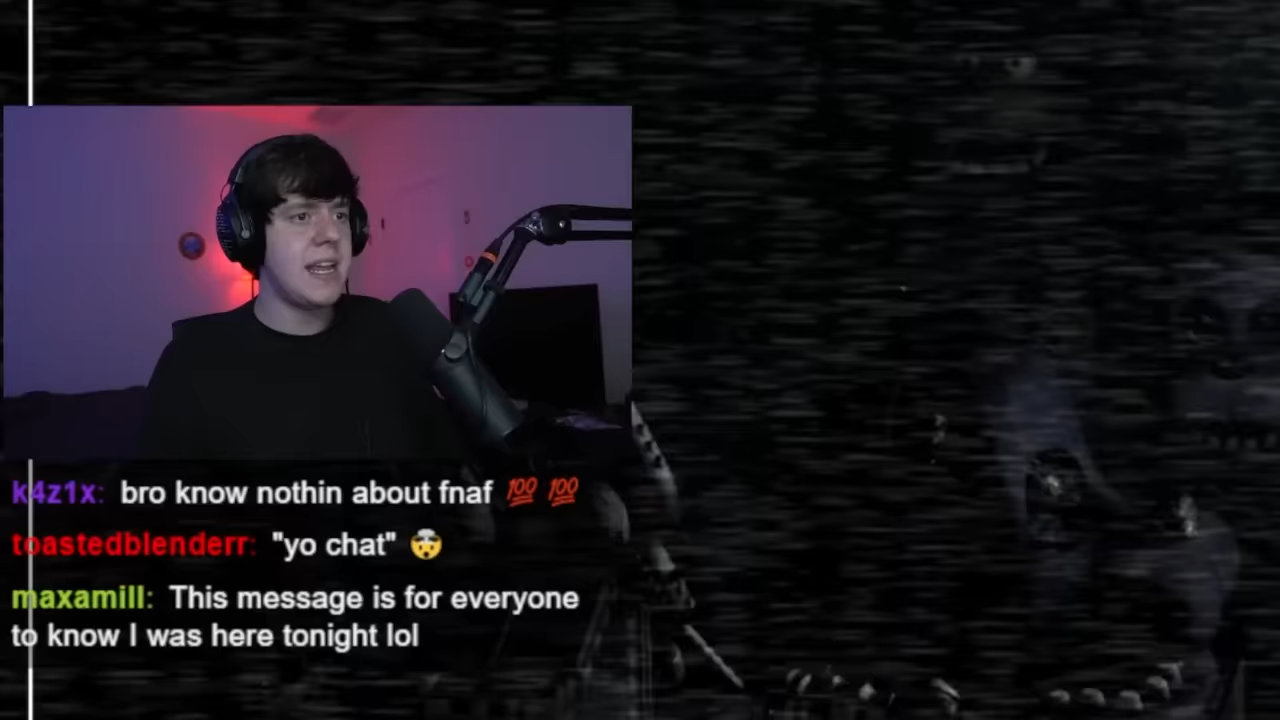 k4z1x: bro know nothin about fnaf 💯 💯
toastedblenderr: "yo chat" 🤯
maxamill: This message is for everyone
to know I was here tonight lol